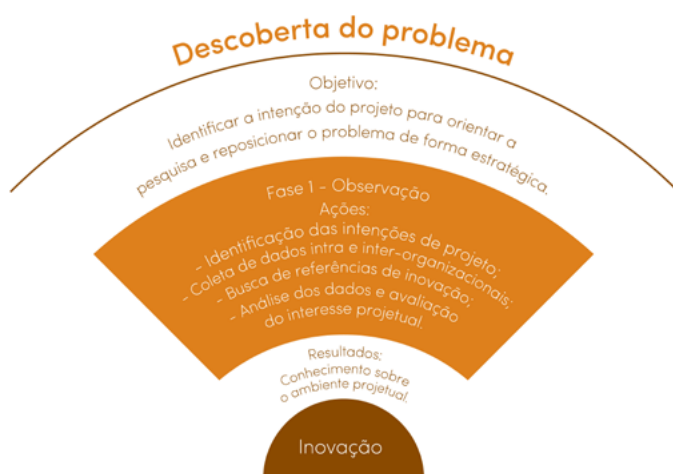 Descoberta do problema
Objetivo:
Identificar a intenção do projeto para orientar a
pesquisa e reposicionar o problema de forma estratégica.
Fase 1 - Observação
Ações:
- Identificação das intenções de projeto;
- Coleta de dados intra e inter-organizacionais;
- Busca de referências de inovação;
- Análise dos dados e avaliação
do interesse projetual.
Resultados:
Conhecimento sobre
o ambiente projetual.
Inovação